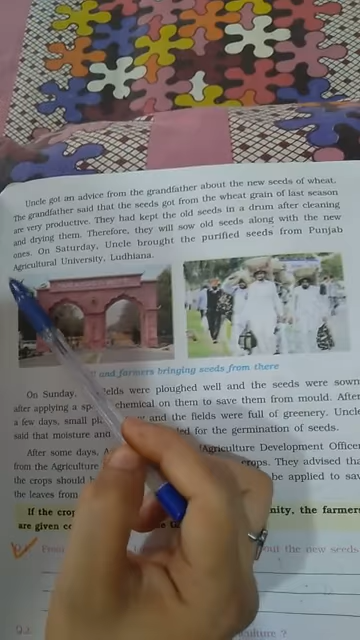 Uncle got an advice from the grandfather about the new seeds of wheat.
The grandfather said that the seeds got from the wheat grain of last season
are very productive. They had kept the old seeds in a drum after cleaning
and drying them. Therefore, they will sow old seeds along with the new
ones. On Saturday, Uncle brought the purified seeds from Punjab
Agricultural University, Ludhiana.
and farmers bringing seeds from there
On Sunday, fields were ploughed well and the seeds were sown
after applying a chemical on them to save them from mould. After
a few days, small and the fields were full of greenery. Uncle
said that moisture and for the germination of seeds.
After some days, Agriculture Development Officer
from the Agriculture crops. They advised tha
the crops should be applied to sav
the leaves from
If the crop the farmers
are given
out the new seeds
culture ?